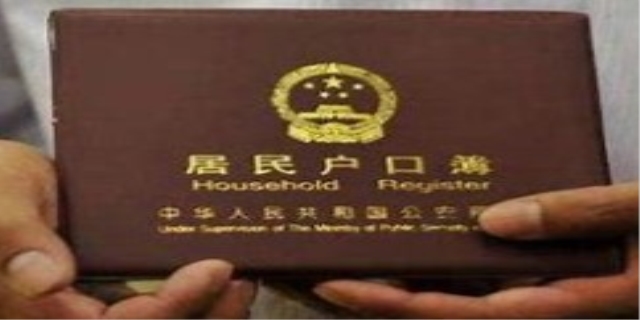 居民户口簿
Household Register
中华人民共和国公安
Under Supervision of The Ministry of Public Security